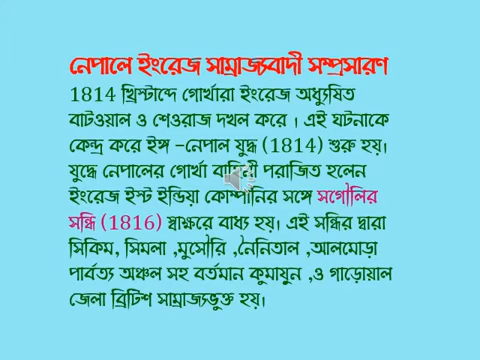 নেপালে ইংরেজ সাম্রাজ্যবাদী সম্প্রসারণ
1814 খ্রিস্টাব্দে গোর্খারা ইংরেজ অধ্যুষিত
বাটওয়াল ও শেওরাজ দখল করে । এই ঘটনাকে
কেন্দ্র করে ইঙ্গ –নেপাল যুদ্ধ (1814) শুরু হয়।
যুদ্ধে নেপালের গোর্খা বাহিনী পরাজিত হলেন
ইংরেজ ইস্ট ইন্ডিয়া কোম্পানির সঙ্গে সগৌলির
সন্ধি (1816) স্বাক্ষরে বাধ্য হয়। এই সন্ধির দ্বারা
সিকিম, সিমলা ,মুসৌরি ,নৈনিতাল ,আলমোড়া
পার্বত্য অঞ্চল সহ বর্তমান কুমায়ুন ,ও গাড়োয়াল
জেলা ব্রিটিশ সাম্রাজ্যভুক্ত হয়।